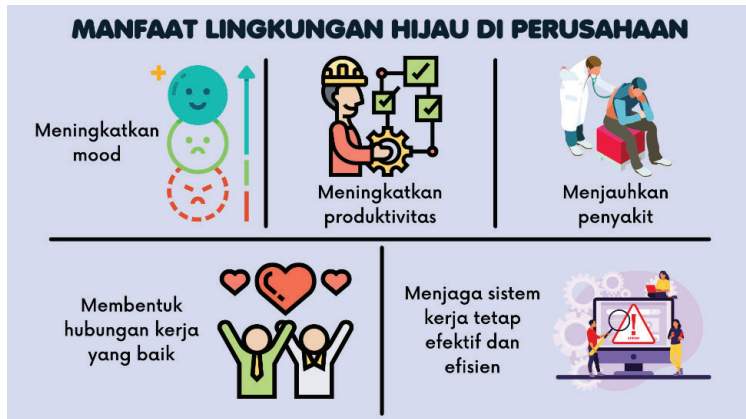 MANFAAT LINGKUNGAN HIJAU DI PERUSAHAAN
Meningkatkan
mood
Meningkatkan
produktivitas
Menjauhkan
penyakit
Membentuk
hubungan kerja
yang baik
Menjaga sistem
kerja tetap
efektif dan
efisien